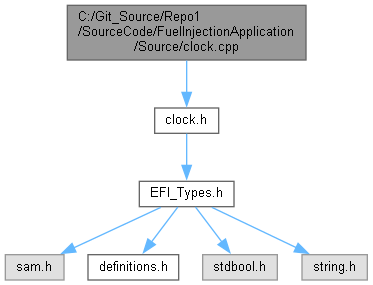 C:/Git_Source/Repo1
/SourceCode/FuelInjectionApplication
/Source/clock.cpp
clock.h
EFI_Types.h
sam.h
definitions.h
stdbool.h
string.h